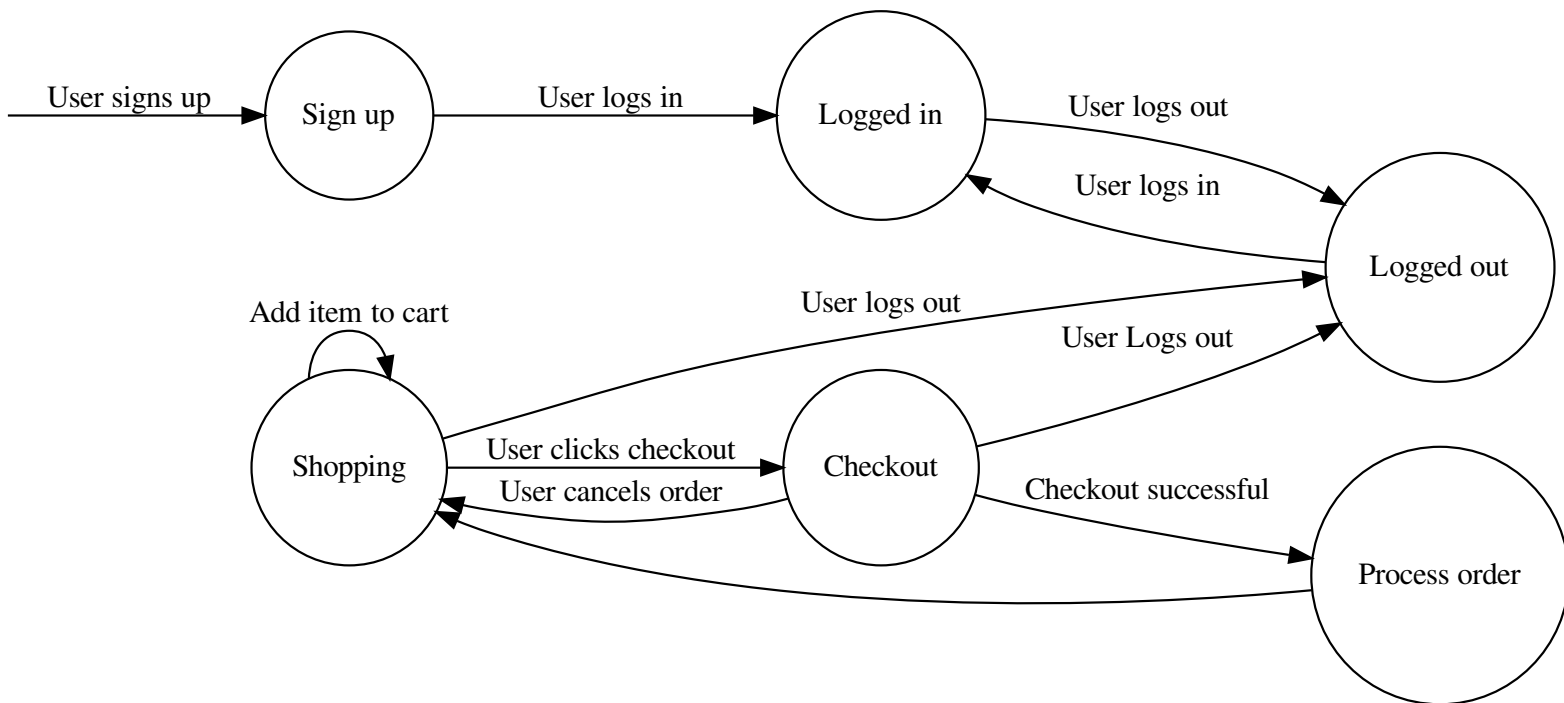 User signs up
Sign up
User logs in
Logged in
User logs out
User logs in
Logged out
Add item to cart
User logs out
User Logs out
Shopping
User clicks checkout
User cancels order
Checkout
Checkout successful
Process order